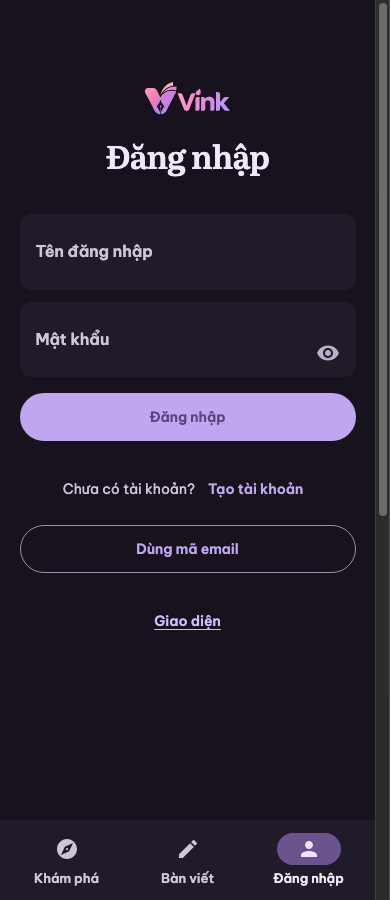 Vink
Đăng nhập
Tên đăng nhập
Mật khẩu
Đăng nhập
Chưa có tài khoản? Tạo tài khoản
Dùng mã email
Giao diện
Khám phá Bàn viết Đăng nhập